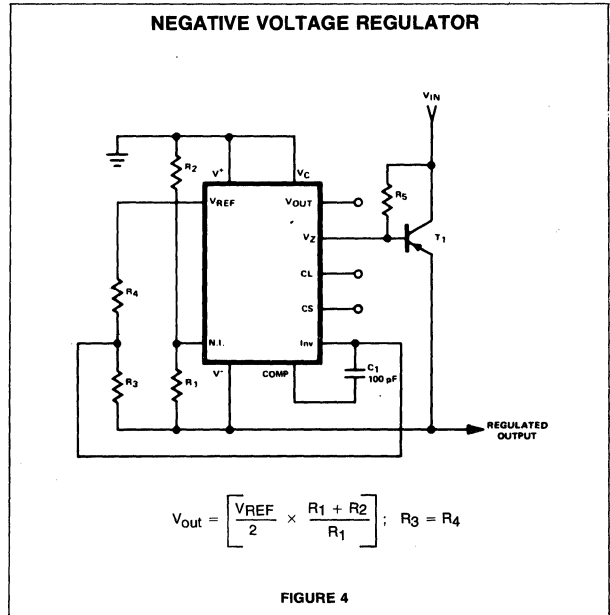 NEGATIVE VOLTAGE REGULATOR
VIN
R2
V+
VC
VREF
VOUT
R5
VZ
T1
R4
CL
CS
N.I.
Inv
R3
R1
V-
COMP
C1
100 pF
REGULATED
OUTPUT
Vout = [ VREF / 2 × R1 + R2 / R1 ] ; R3 = R4
FIGURE 4